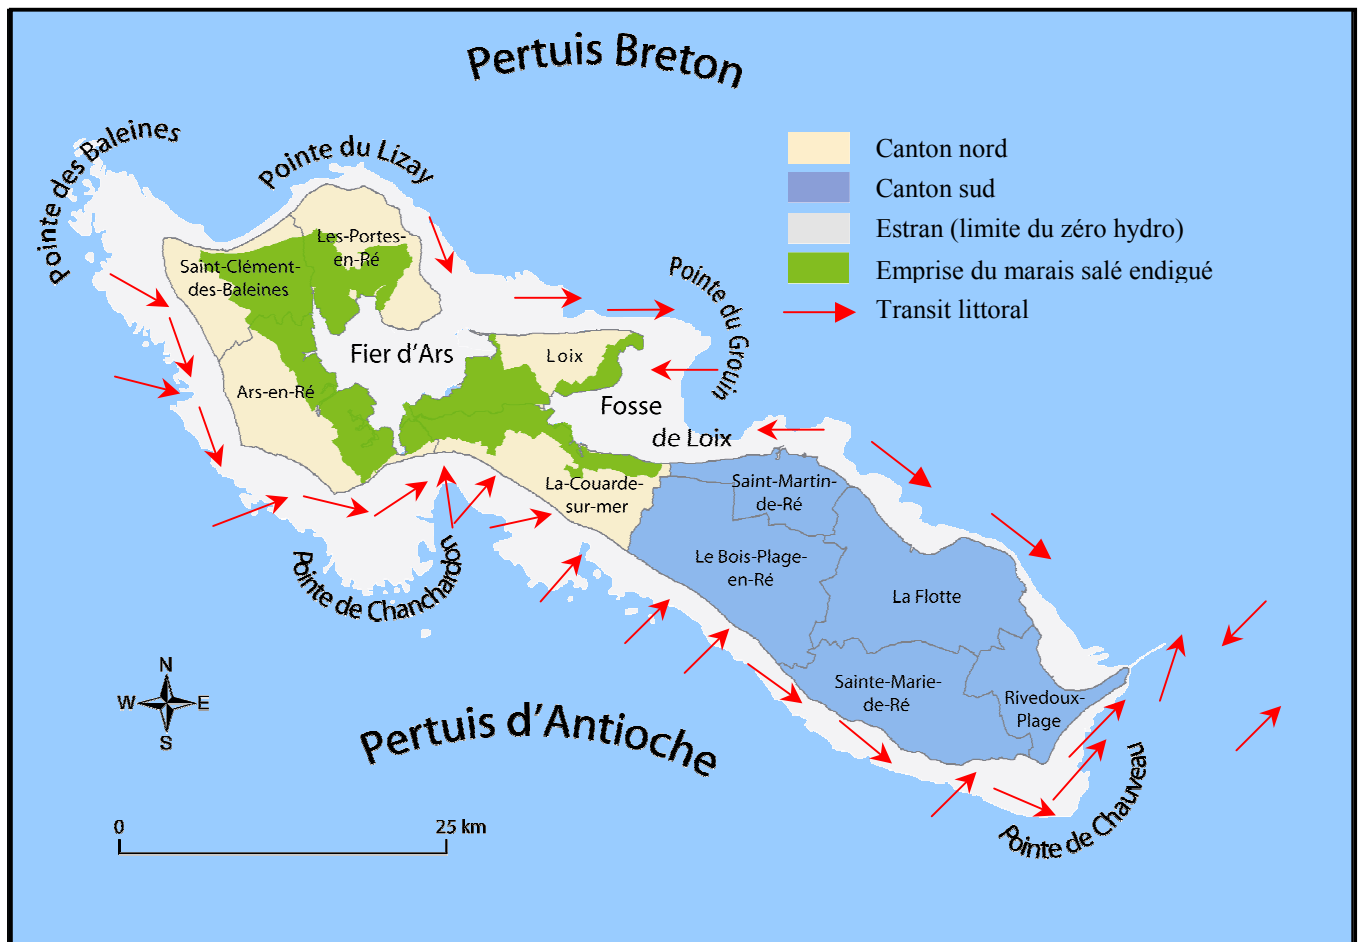 Pertuis Breton
Pointe des Baleines
Pointe du Lizay
Canton nord
Canton sud
Estran (limite du zéro hydro)
Emprise du marais salé endigué
Transit littoral
Les-Portes-
en-Ré
Saint-Clément-
des-Baleines
Pointe du Grouin
Fier d'Ars
Loix
Ars-en-Ré
Fosse
de Loix
La-Couarde-
sur-mer
Saint-Martin-
de-Ré
Le Bois-Plage-
en-Ré
La Flotte
Pointe de Chanchardon
Sainte-Marie-
de-Ré
Rivedoux-
Plage
N
W
E
S
Pertuis d'Antioche
Pointe de Chauveau
0
25 km